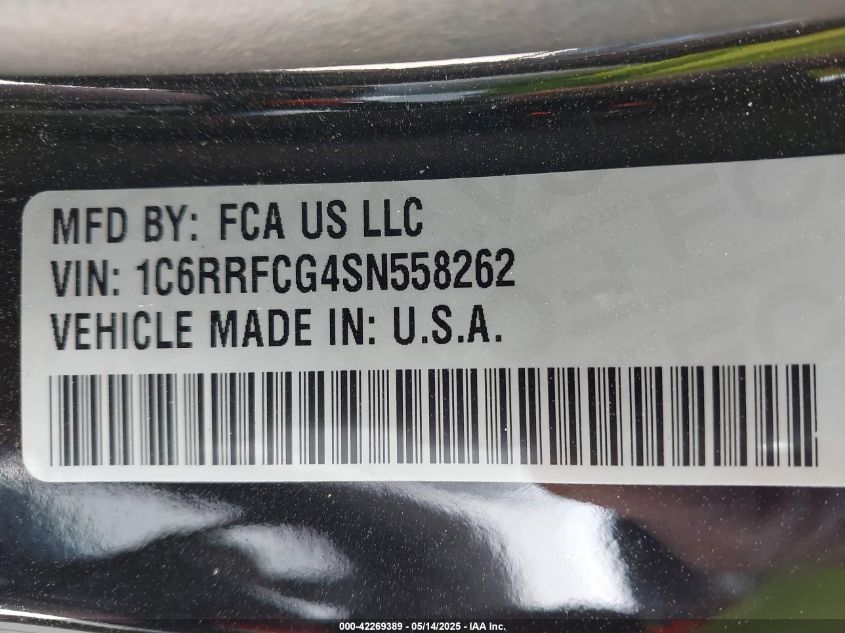 MFD BY: FCA US LLC
VIN: 1C6RRFCG4SN558262
VEHICLE MADE IN: U.S.A.
000-42269389 - 05/14/2025 - IAA Inc.